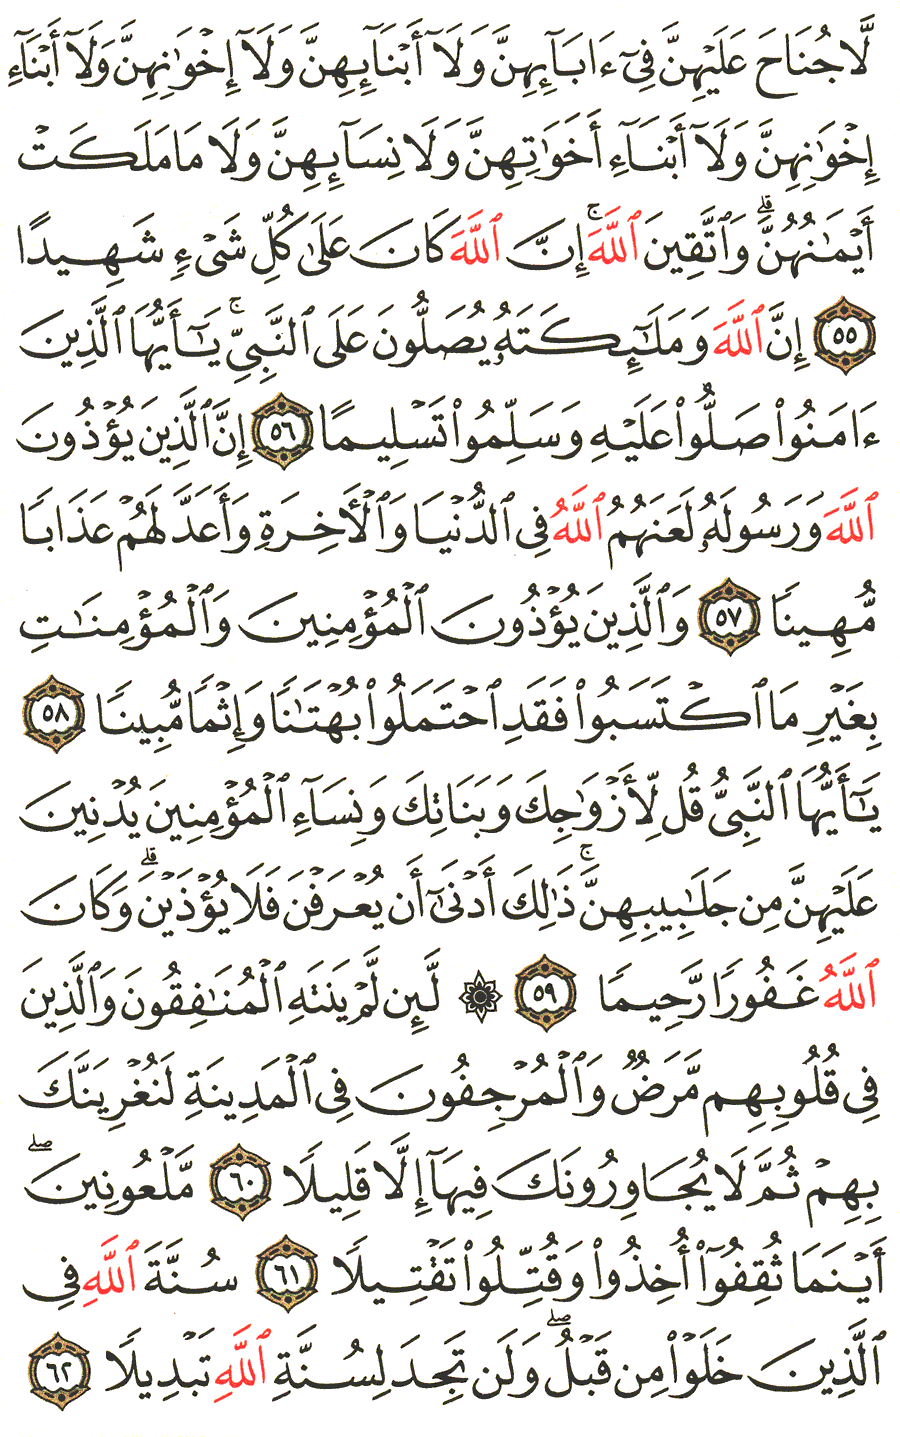 لَّا جُنَاحَ عَلَيْهِنَّ فِىٓ ءَابَآئِهِنَّ وَلَآ أَبْنَآئِهِنَّ وَلَآ إِخْوَٰنِهِنَّ وَلَآ أَبْنَآءِ
إِخْوَٰنِهِنَّ وَلَآ أَبْنَآءِ أَخَوَٰتِهِنَّ وَلَا نِسَآئِهِنَّ وَلَا مَا مَلَكَتْ
أَيْمَٰنُهُنَّ ۗ وَٱتَّقِينَ ٱللَّهَ ۚ إِنَّ ٱللَّهَ كَانَ عَلَىٰ كُلِّ شَىْءٍ شَهِيدًا
٥٥ إِنَّ ٱللَّهَ وَمَلَٰٓئِكَتَهُۥ يُصَلُّونَ عَلَى ٱلنَّبِىِّ ۚ يَٰٓأَيُّهَا ٱلَّذِينَ
ءَامَنُوا۟ صَلُّوا۟ عَلَيْهِ وَسَلِّمُوا۟ تَسْلِيمًا ٥٦ إِنَّ ٱلَّذِينَ يُؤْذُونَ
ٱللَّهَ وَرَسُولَهُۥ لَعَنَهُمُ ٱللَّهُ فِى ٱلدُّنْيَا وَٱلْءَاخِرَةِ وَأَعَدَّ لَهُمْ عَذَابًا
مُّهِينًا ٥٧ وَٱلَّذِينَ يُؤْذُونَ ٱلْمُؤْمِنِينَ وَٱلْمُؤْمِنَٰتِ
بِغَيْرِ مَا ٱكْتَسَبُوا۟ فَقَدِ ٱحْتَمَلُوا۟ بُهْتَٰنًا وَإِثْمًا مُّبِينًا ٥٨
يَٰٓأَيُّهَا ٱلنَّبِىُّ قُل لِّأَزْوَٰجِكَ وَبَنَاتِكَ وَنِسَآءِ ٱلْمُؤْمِنِينَ يُدْنِينَ
عَلَيْهِنَّ مِن جَلَٰبِيبِهِنَّ ۚ ذَٰلِكَ أَدْنَىٰٓ أَن يُعْرَفْنَ فَلَا يُؤْذَيْنَ ۗ وَكَانَ
ٱللَّهُ غَفُورًا رَّحِيمًا ٥٩ ۞ لَّئِن لَّمْ يَنتَهِ ٱلْمُنَٰفِقُونَ وَٱلَّذِينَ
فِى قُلُوبِهِم مَّرَضٌ وَٱلْمُرْجِفُونَ فِى ٱلْمَدِينَةِ لَنُغْرِيَنَّكَ
بِهِمْ ثُمَّ لَا يُجَاوِرُونَكَ فِيهَآ إِلَّا قَلِيلًا ٦٠ مَّلْعُونِينَ ۖ
أَيْنَمَا ثُقِفُوٓا۟ أُخِذُوا۟ وَقُتِّلُوا۟ تَقْتِيلًا ٦١ سُنَّةَ ٱللَّهِ فِى
ٱلَّذِينَ خَلَوْا۟ مِن قَبْلُ ۖ وَلَن تَجِدَ لِسُنَّةِ ٱللَّهِ تَبْدِيلًا ٦٢